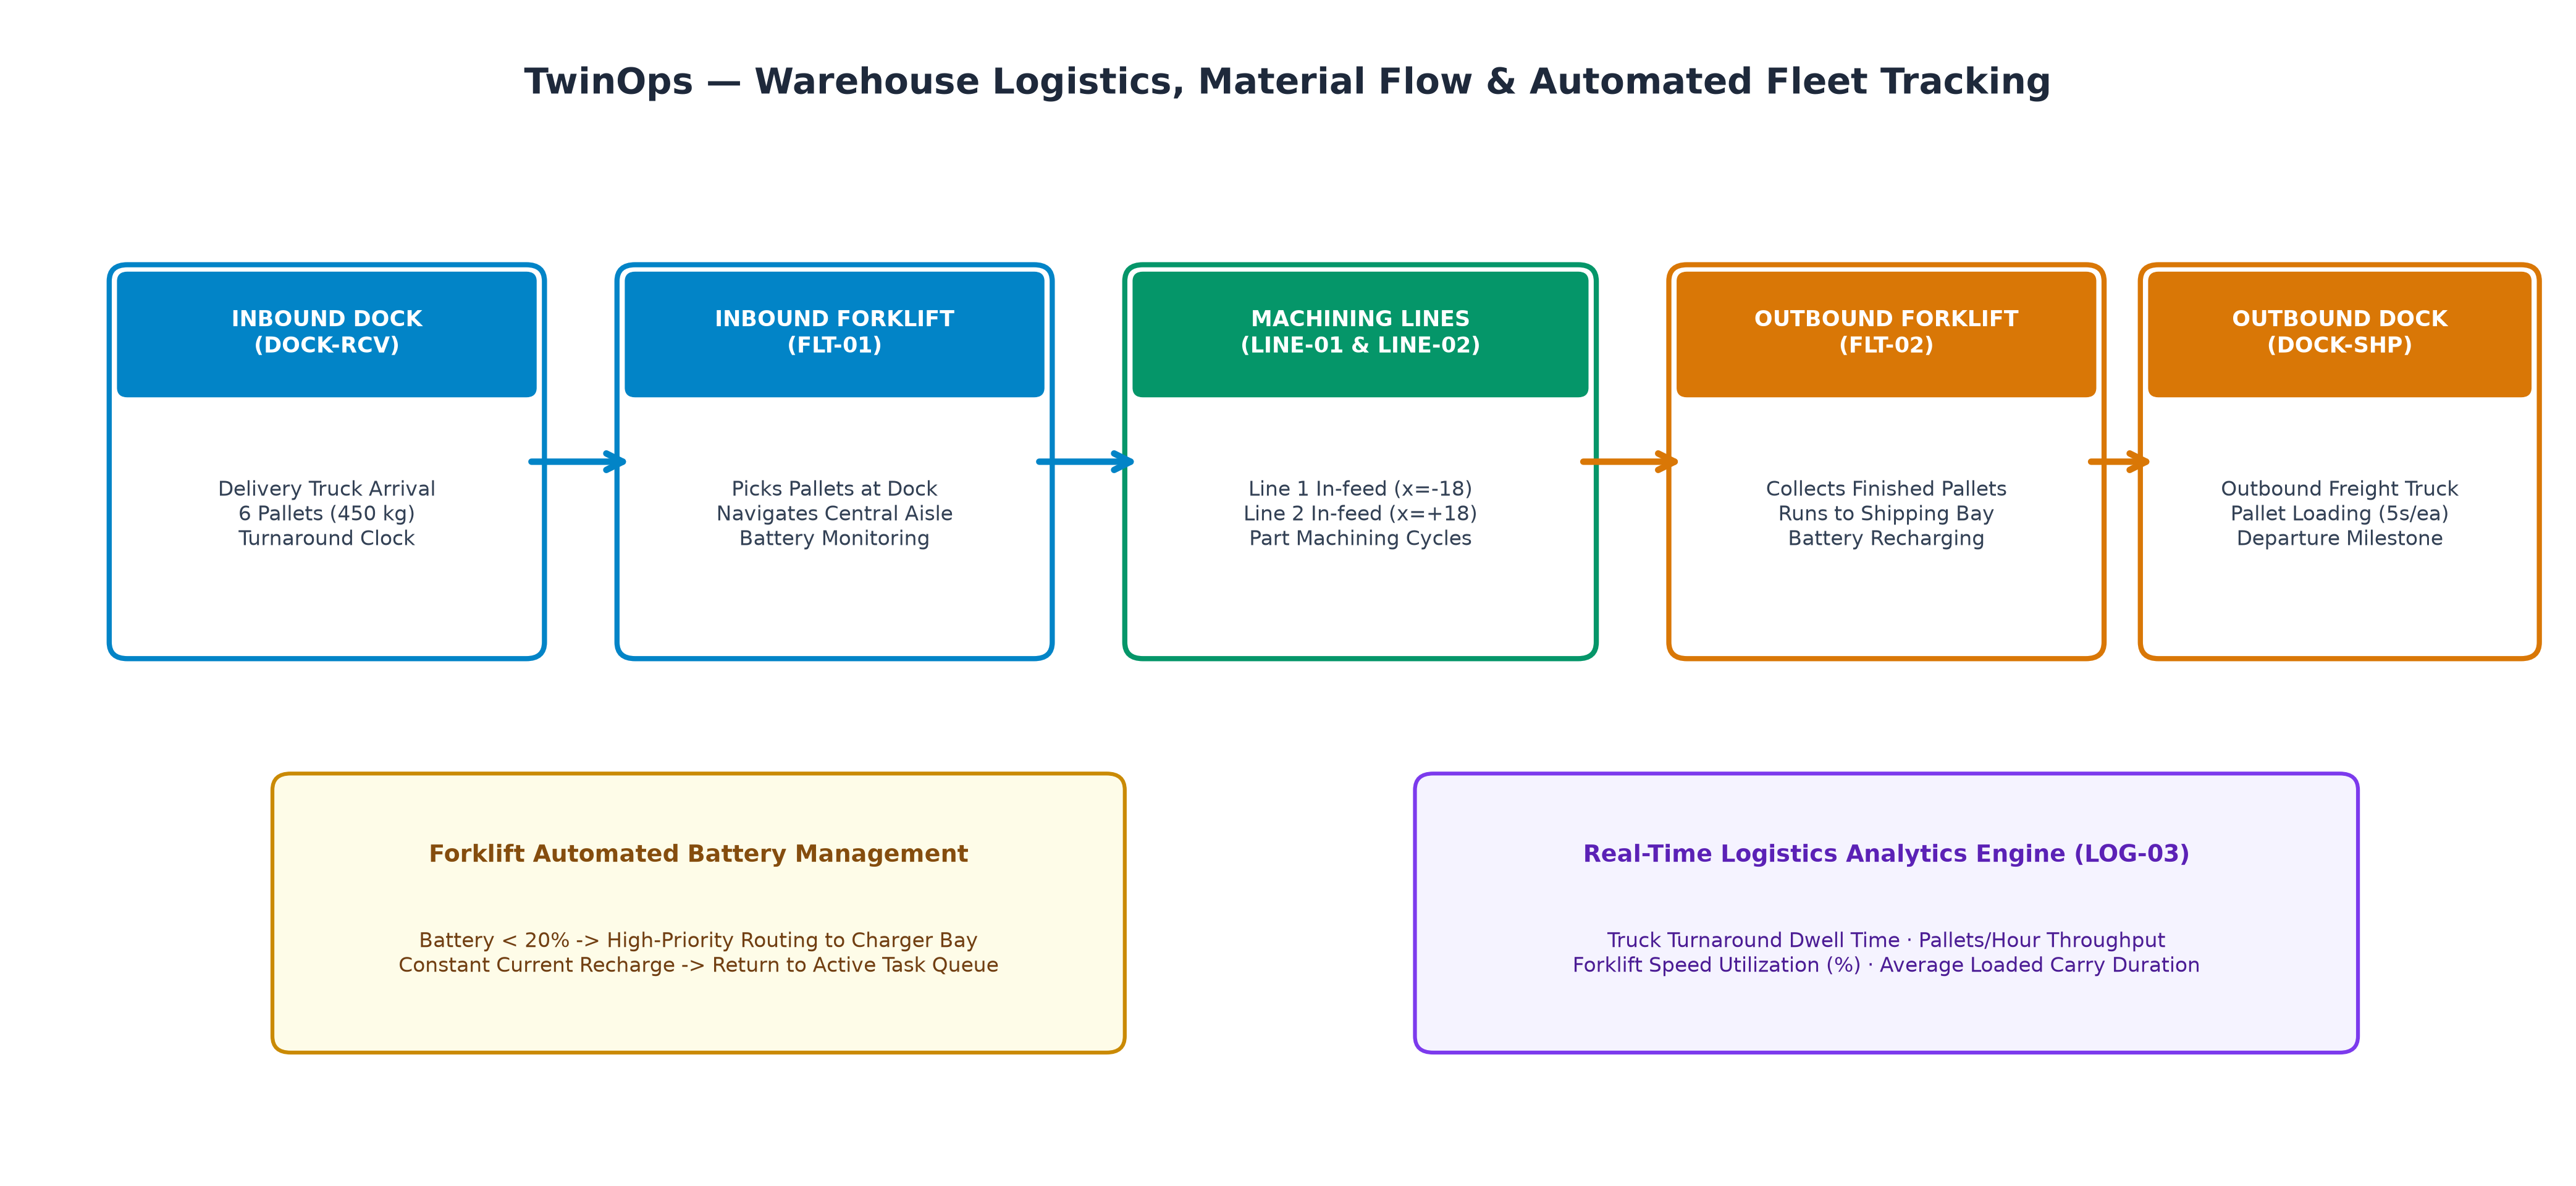 TwinOps — Warehouse Logistics, Material Flow & Automated Fleet Tracking
INBOUND DOCK
(DOCK-RCV)
Delivery Truck Arrival
6 Pallets (450 kg)
Turnaround Clock
INBOUND FORKLIFT
(FLT-01)
Picks Pallets at Dock
Navigates Central Aisle
Battery Monitoring
MACHINING LINES
(LINE-01 & LINE-02)
Line 1 In-feed (x=-18)
Line 2 In-feed (x=+18)
Part Machining Cycles
OUTBOUND FORKLIFT
(FLT-02)
Collects Finished Pallets
Runs to Shipping Bay
Battery Recharging
OUTBOUND DOCK
(DOCK-SHP)
Outbound Freight Truck
Pallet Loading (5s/ea)
Departure Milestone
Forklift Automated Battery Management
Battery < 20% -> High-Priority Routing to Charger Bay
Constant Current Recharge -> Return to Active Task Queue
Real-Time Logistics Analytics Engine (LOG-03)
Truck Turnaround Dwell Time · Pallets/Hour Throughput
Forklift Speed Utilization (%) · Average Loaded Carry Duration